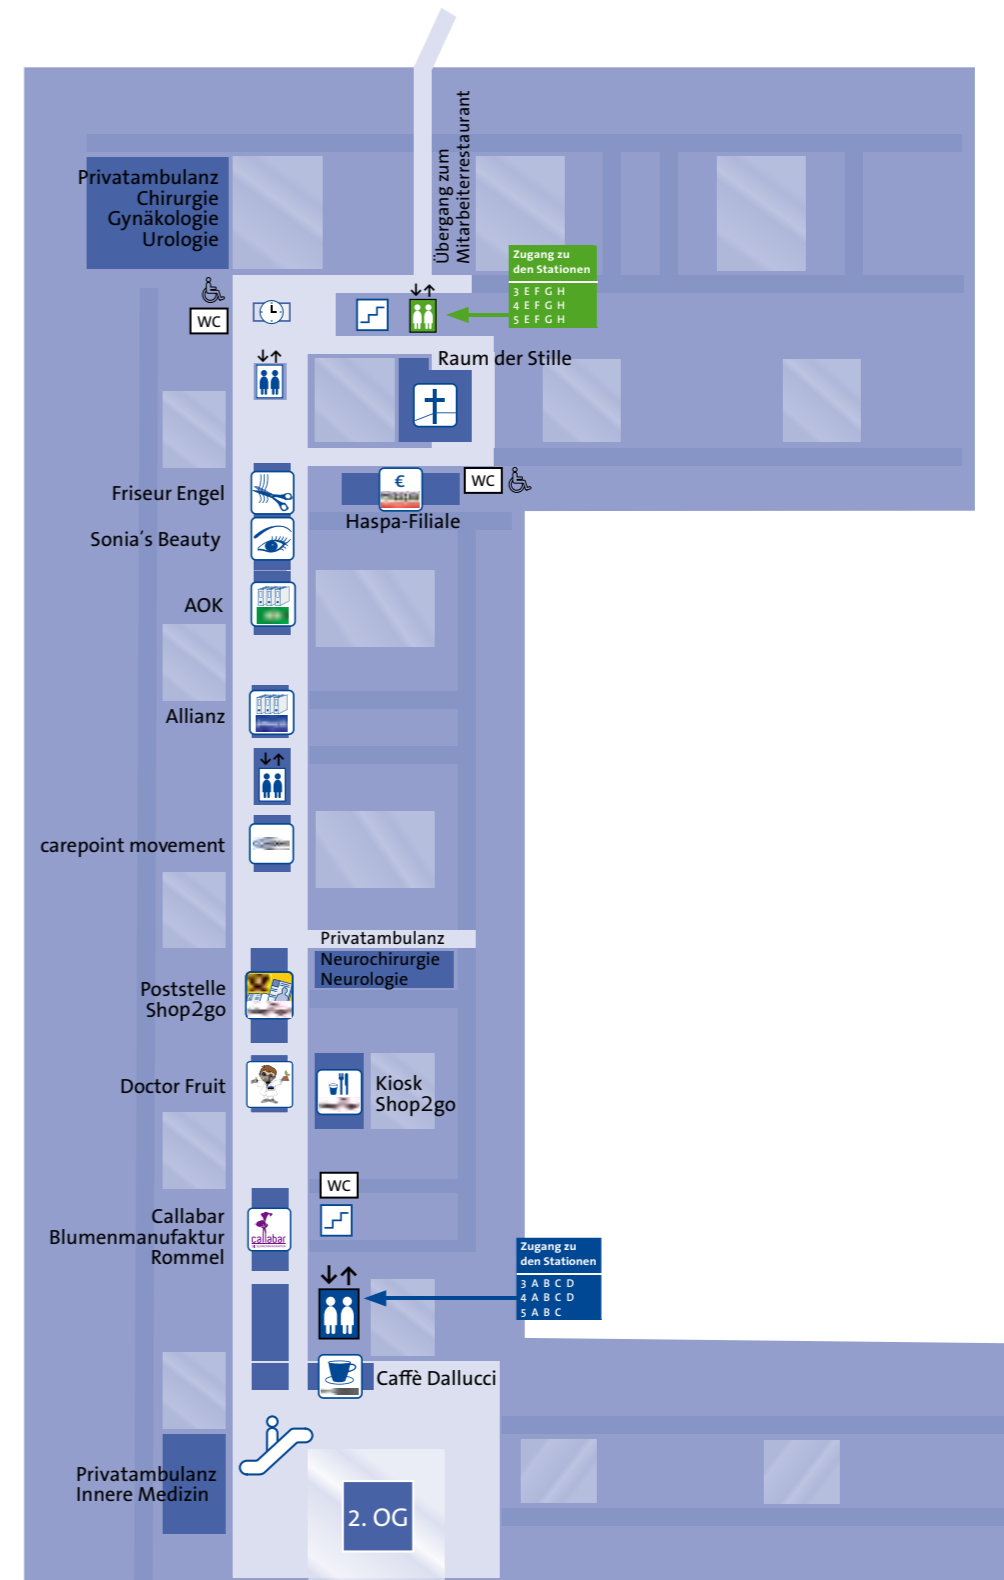 Übergang zum
Mitarbeiterrestaurant
Privatambulanz
Chirurgie
Gynäkologie
Urologie
Zugang zu
den Stationen
3 E F G H
4 E F G H
5 E F G H
WC
Raum der Stille
Friseur Engel
€
WC
Haspa-Filiale
Sonia´s Beauty
AOK
Allianz
carepoint movement
Privatambulanz
Neurochirurgie
Neurologie
Poststelle
Shop2go
Doctor Fruit
Kiosk
Shop2go
WC
Callabar
Blumenmanufaktur
Rommel
callabar
Zugang zu
den Stationen
3 A B C D
4 A B C D
5 A B C
Caffè Dallucci
Privatambulanz
Innere Medizin
2. OG